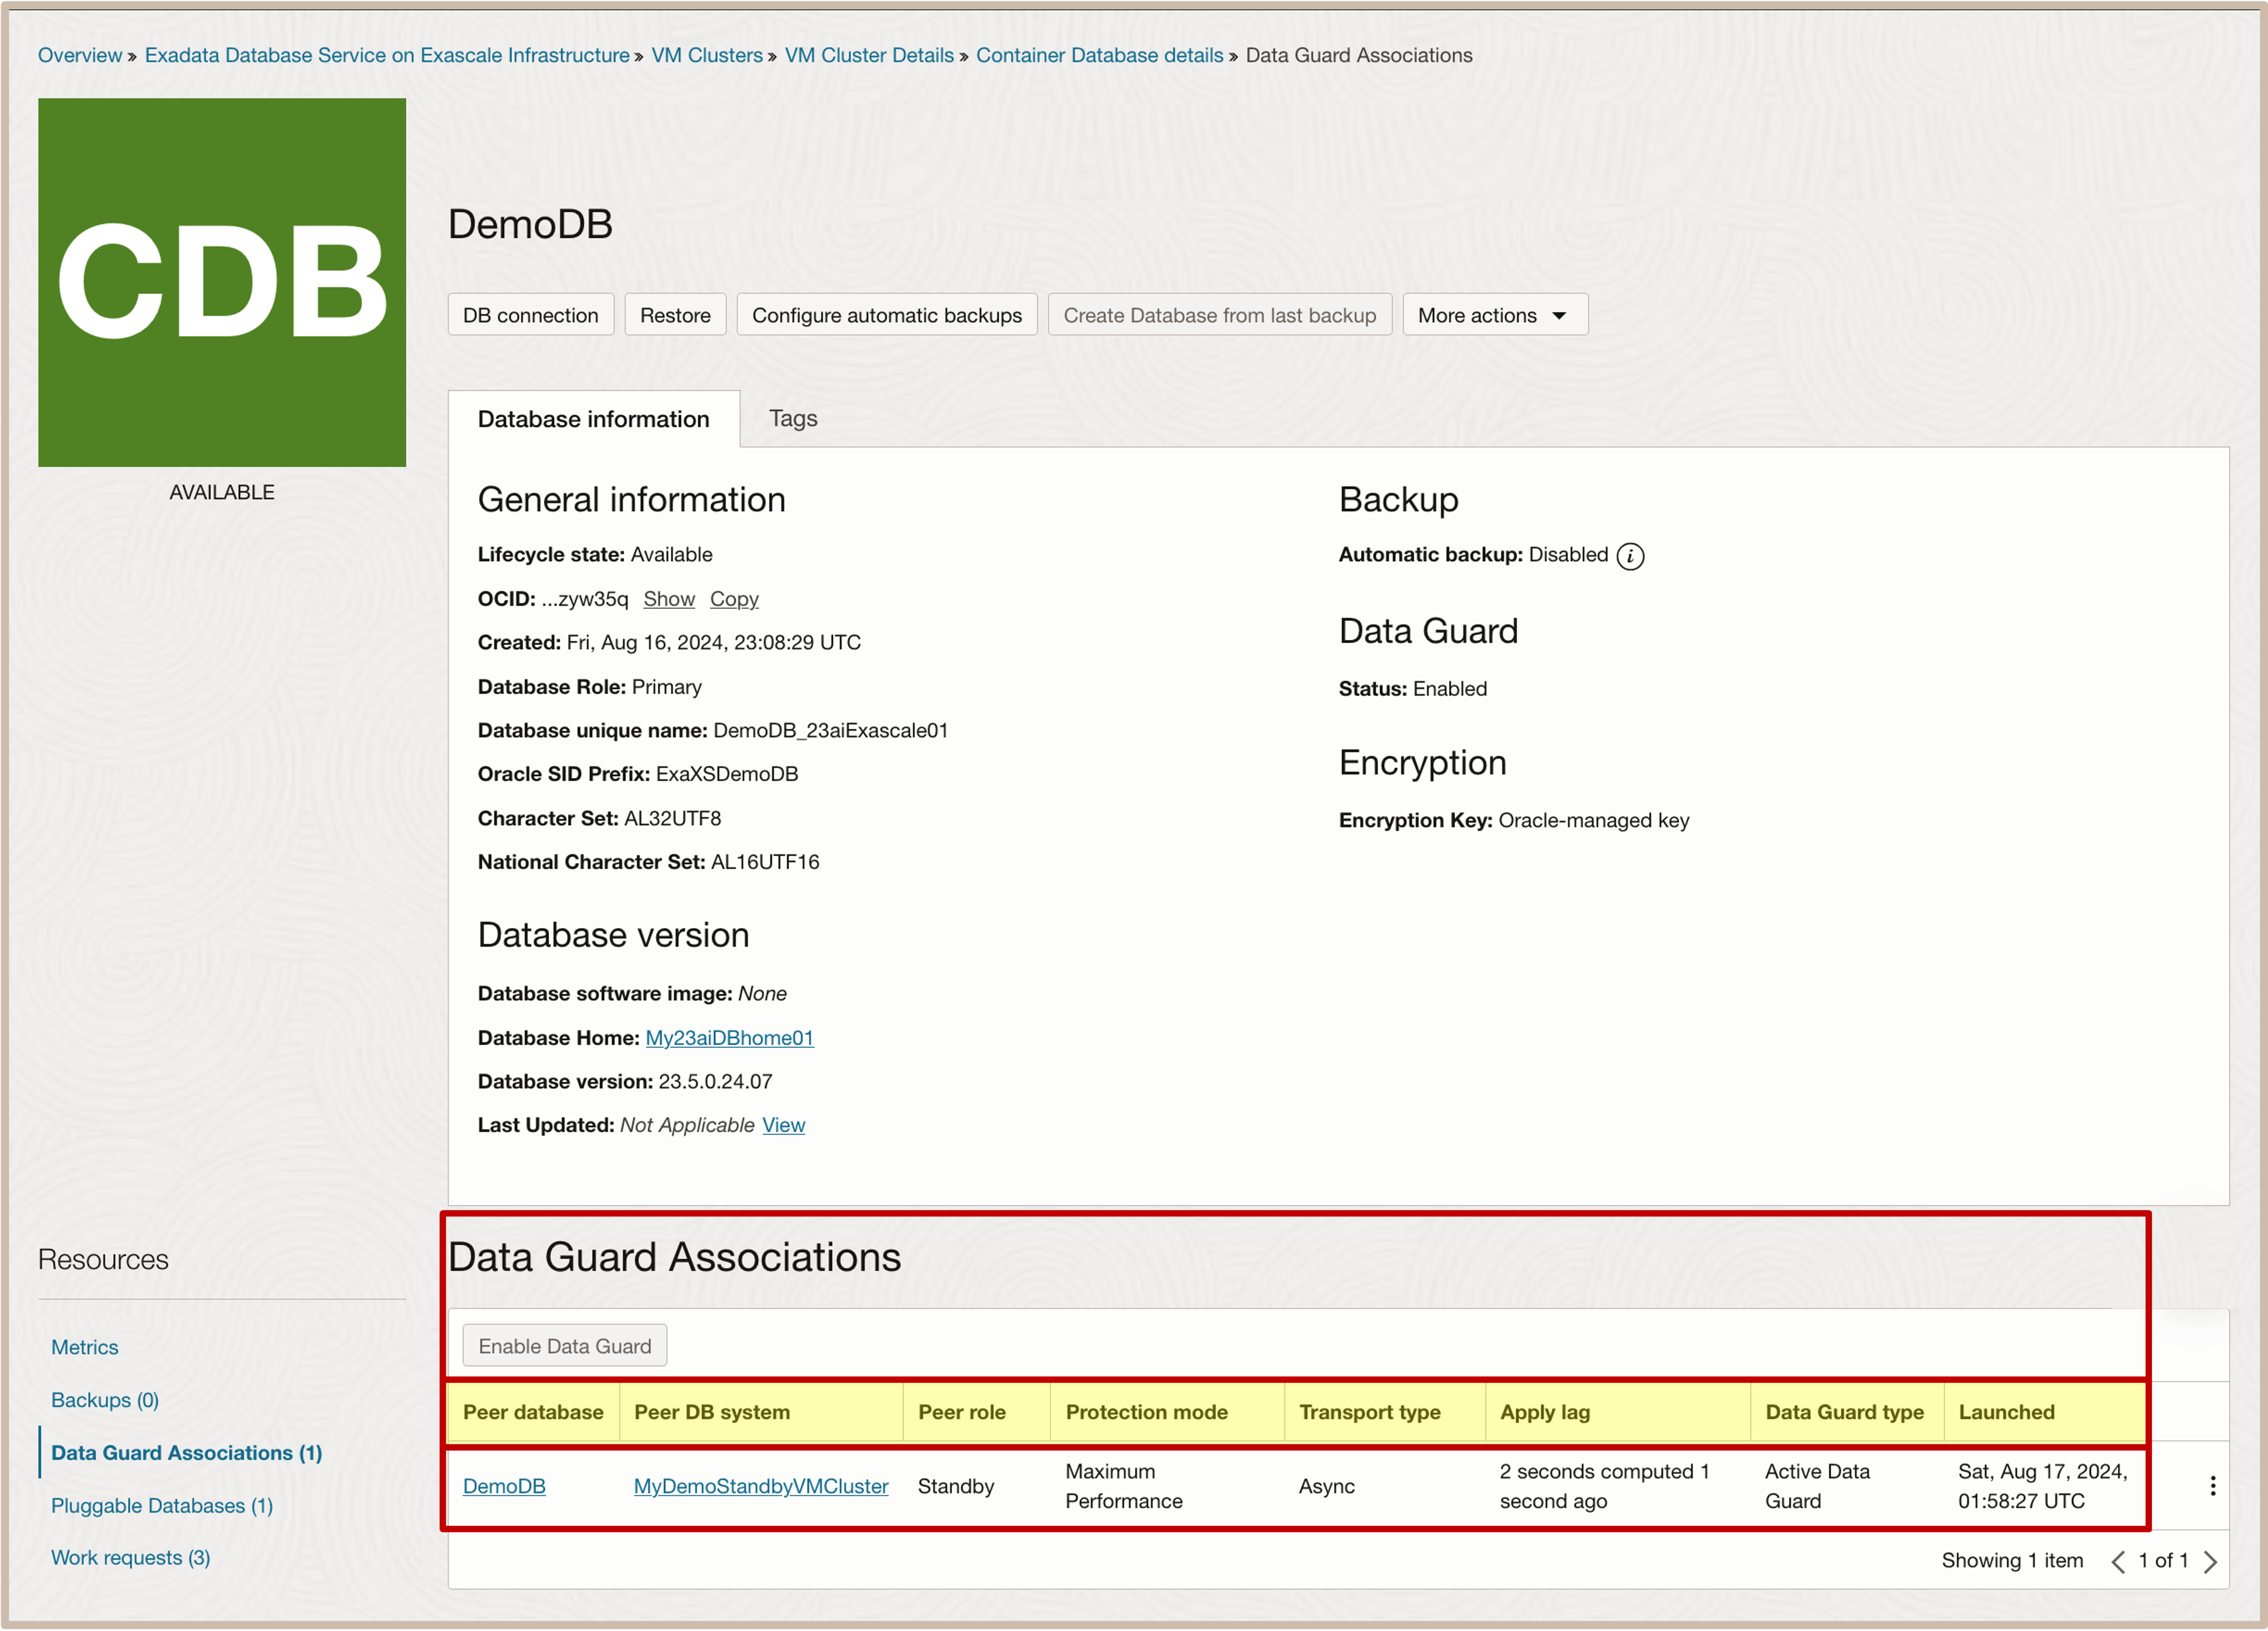 Overview » Exadata Database Service on Exascale Infrastructure » VM Clusters » VM Cluster Details » Container Database details » Data Guard Associations
CDB
AVAILABLE
DemoDB
DB connection Restore Configure automatic backups Create Database from last backup More actions
Database information Tags
General information
Lifecycle state: Available
OCID: ...zyw35q Show Copy
Created: Fri, Aug 16, 2024, 23:08:29 UTC
Database Role: Primary
Database unique name: DemoDB_23aiExascale01
Oracle SID Prefix: ExaXSDemoDB
Character Set: AL32UTF8
National Character Set: AL16UTF16
Database version
Database software image: None
Database Home: My23aiDBhome01
Database version: 23.5.0.24.07
Last Updated: Not Applicable View
Backup
Automatic backup: Disabled i
Data Guard
Status: Enabled
Encryption
Encryption Key: Oracle-managed key
Resources
Metrics
Backups (0)
Data Guard Associations (1)
Pluggable Databases (1)
Work requests (3)
Data Guard Associations
Enable Data Guard
Peer database Peer DB system Peer role Protection mode Transport type Apply lag Data Guard type Launched
DemoDB MyDemoStandbyVMCluster Standby Maximum Performance Async 2 seconds computed 1 second ago Active Data Guard Sat, Aug 17, 2024, 01:58:27 UTC
Showing 1 item 1 of 1